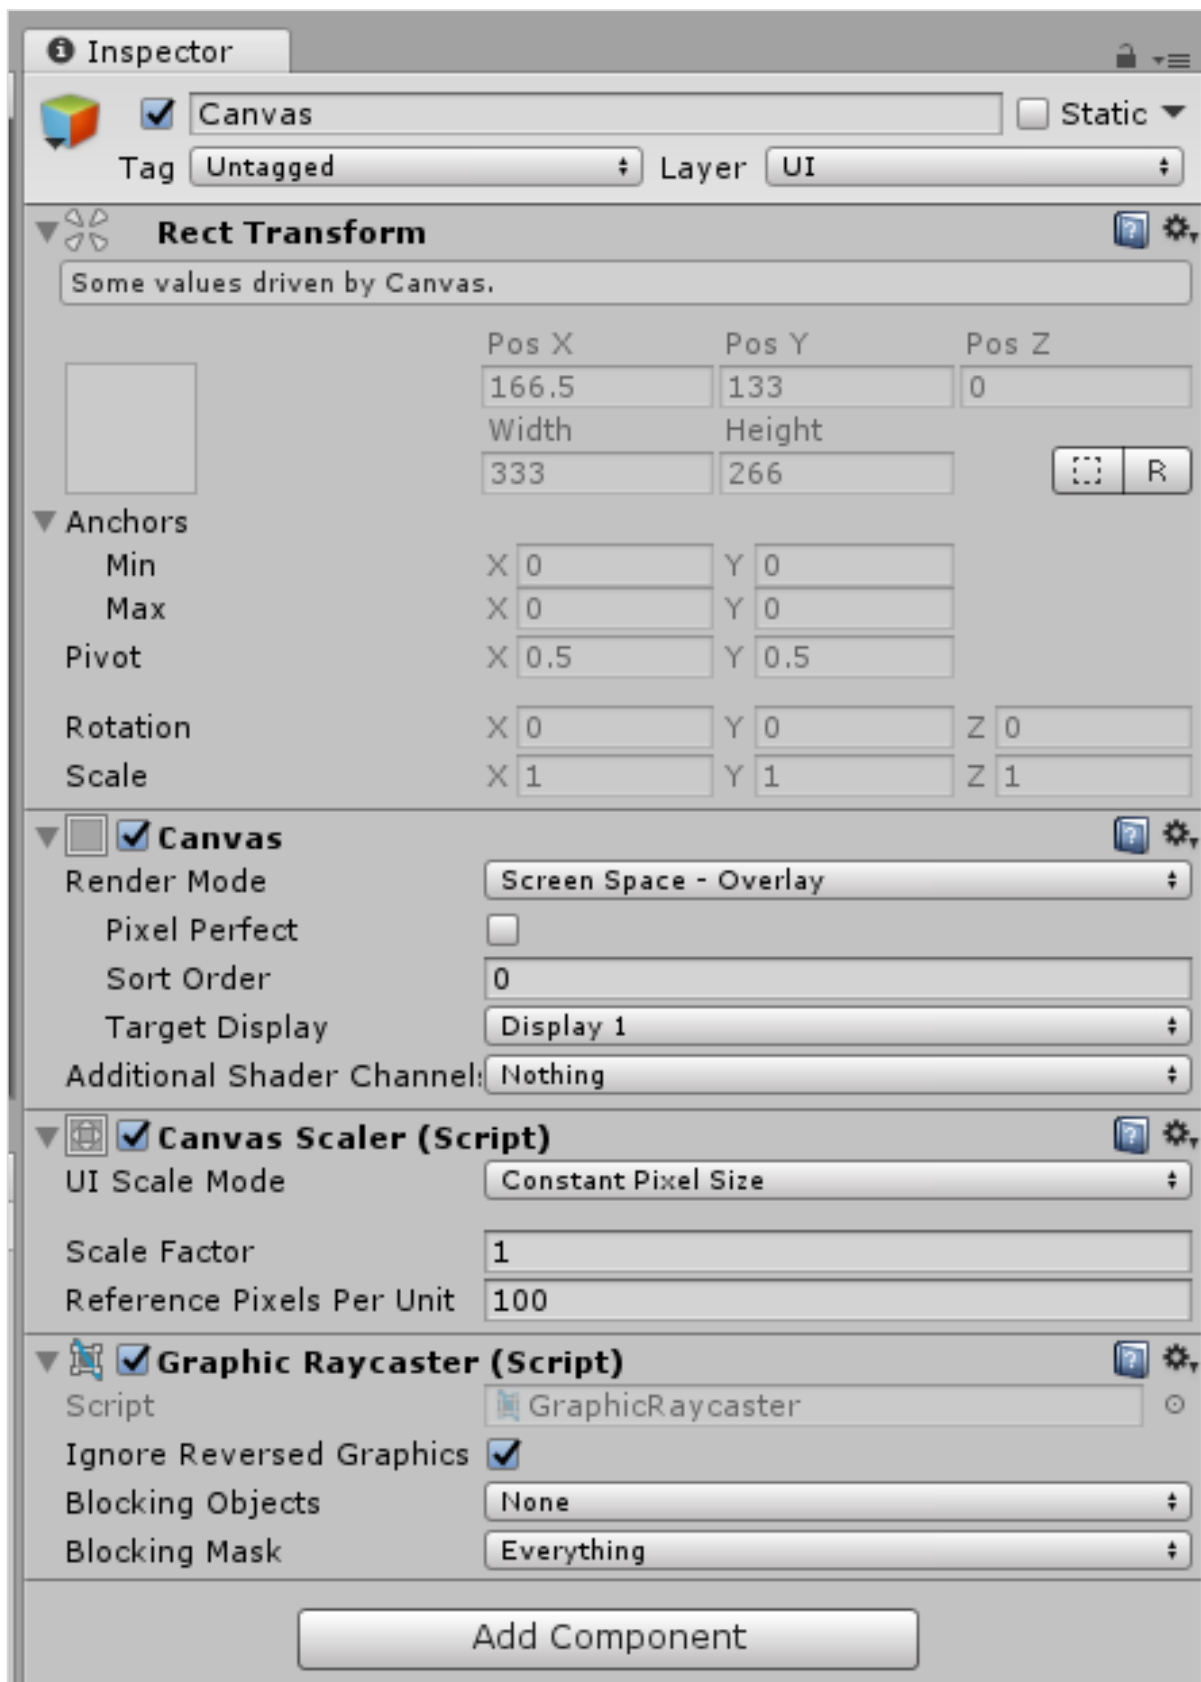 Inspector
Canvas Static
Tag Untagged Layer UI
Rect Transform
Some values driven by Canvas.
Pos X Pos Y Pos Z
166.5 133 0
Width Height
333 266 R
Anchors
Min X 0 Y 0
Max X 0 Y 0
Pivot X 0.5 Y 0.5
Rotation X 0 Y 0 Z 0
Scale X 1 Y 1 Z 1
Canvas
Render Mode Screen Space - Overlay
Pixel Perfect
Sort Order 0
Target Display Display 1
Additional Shader Channel Nothing
Canvas Scaler (Script)
UI Scale Mode Constant Pixel Size
Scale Factor 1
Reference Pixels Per Unit 100
Graphic Raycaster (Script)
Script GraphicRaycaster
Ignore Reversed Graphics
Blocking Objects None
Blocking Mask Everything
Add Component